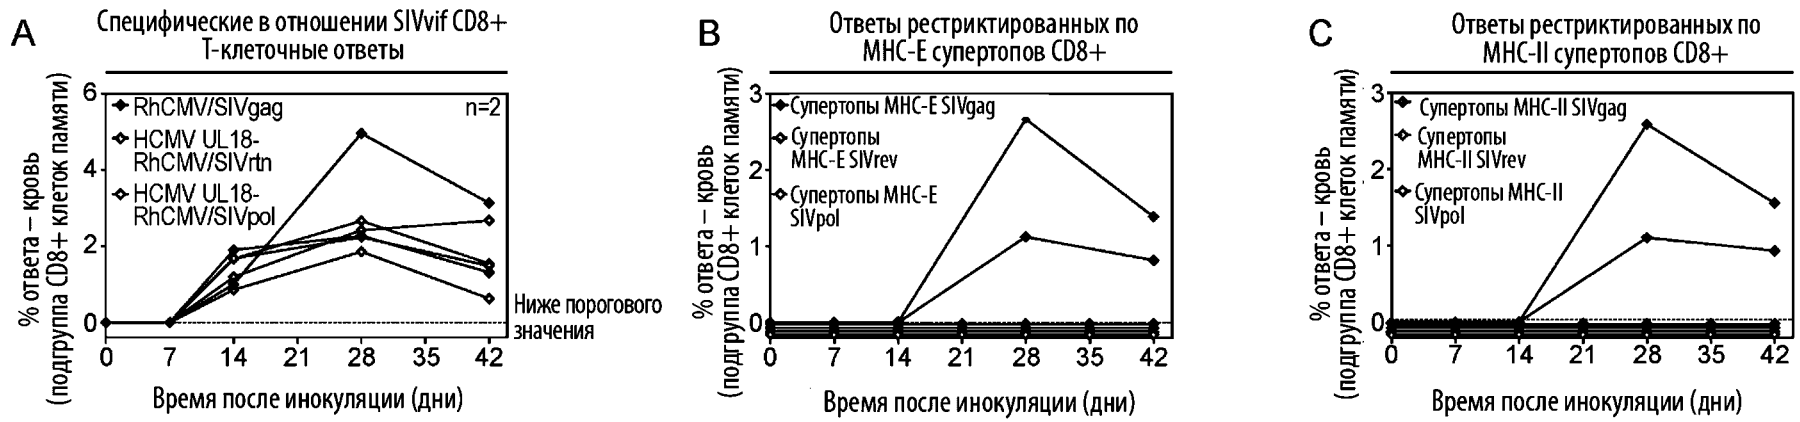 A
Специфические в отношении SIVvif CD8+
Т-клеточные ответы
% ответа – кровь
(подгруппа CD8+ клеток памяти)
6
4
2
0
RhCMV/SIVgag
n=2
HCMV UL18-
RhCMV/SIVrtn
HCMV UL18-
RhCMV/SIVpol
Ниже порогового
значения
0 7 14 21 28 35 42
Время после инокуляции (дни)
B
Ответы рестриктированных по
MHC-E супертопов CD8+
% ответа – кровь
(подгруппа CD8+ клеток памяти)
3
2
1
0
Супертопы MHC-E SIVgag
Супертопы
MHC-E SIVrev
Супертопы MHC-E
SIVpol
0 7 14 21 28 35 42
Время после инокуляции (дни)
C
Ответы рестриктированных по
MHC-II супертопов CD8+
% ответа – кровь
(подгруппа CD8+ клеток памяти)
3
2
1
0
Супертопы MHC-II SIVgag
Супертопы
MHC-II SIVrev
Супертопы MHC-II
SIVpol
0 7 14 21 28 35 42
Время после инокуляции (дни)